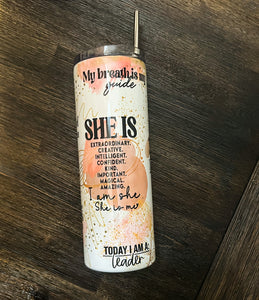 My breath is
guide
SHE IS
EXTRAORDINARY.
CREATIVE.
INTELLIGENT.
CONFIDENT.
KIND.
IMPORTANT.
MAGICAL.
AMAZING.
I am she
She is me
TODAY I AM A
leader